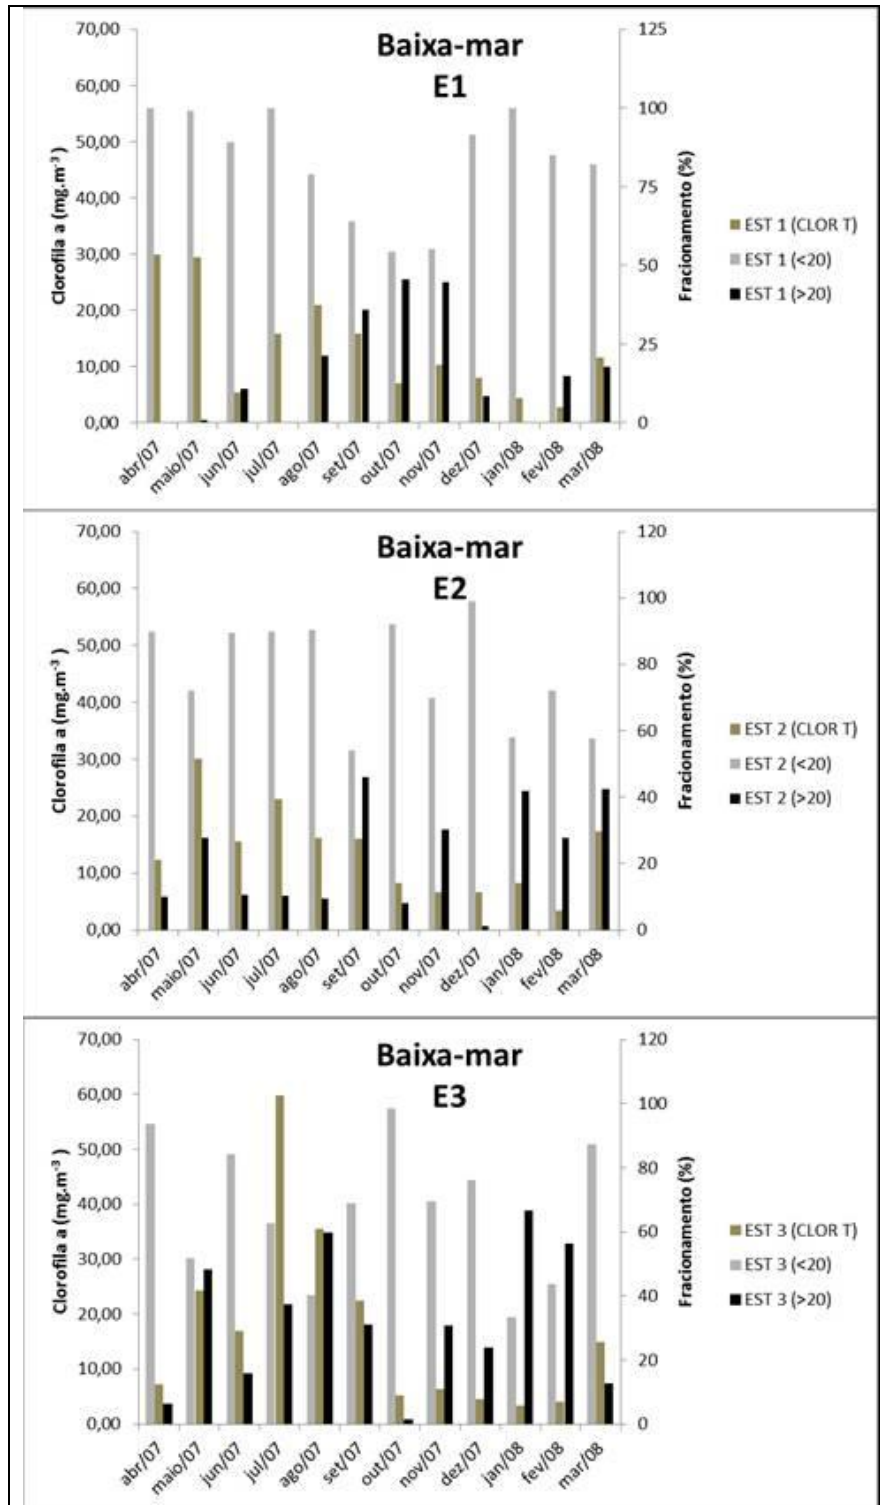 Baixa-mar
E1
70,00
60,00
50,00
40,00
30,00
20,00
10,00
0,00
Clorofila a (mg.m⁻³ )
125
100
75
50
25
0
Fracionamento (%)
abr/07
maio/07
jun/07
jul/07
ago/07
set/07
out/07
nov/07
dez/07
jan/08
fev/08
mar/08
EST 1 (CLOR T)
EST 1 (<20)
EST 1 (>20)
Baixa-mar
E2
70,00
60,00
50,00
40,00
30,00
20,00
10,00
0,00
Clorofila a (mg.m⁻³ )
120
100
80
60
40
20
0
Fracionamento (%)
abr/07
maio/07
jun/07
jul/07
ago/07
set/07
out/07
nov/07
dez/07
jan/08
fev/08
mar/08
EST 2 (CLOR T)
EST 2 (<20)
EST 2 (>20)
Baixa-mar
E3
70,00
60,00
50,00
40,00
30,00
20,00
10,00
0,00
Clorofila a (mg.m⁻³ )
120
100
80
60
40
20
0
Fracionamento (%)
abr/07
maio/07
jun/07
jul/07
ago/07
set/07
out/07
nov/07
dez/07
jan/08
fev/08
mar/08
EST 3 (CLOR T)
EST 3 (<20)
EST 3 (>20)